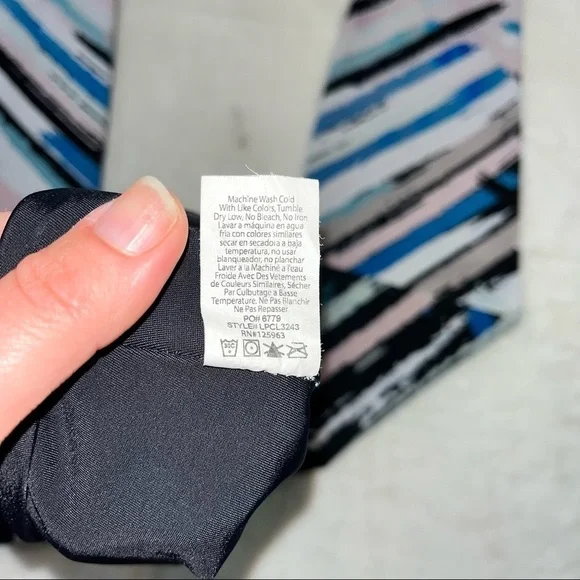 Machine Wash Cold
With Like Colors, Tumble
Dry Low, No Bleach, No Iron
Lavar a máquina en agua
fria con colores similares
secar en secadora a baja
temperatura, no usar
blanqueador, no planchar
Laver a la Machine a l'eau
Froide Avec Des Vetements
de Couleurs Similaires, Sécher
Par Culbutage a Basse
Temperature. Ne Pas Blanchir
Ne Pas Repasser.
PO# 6779
STYLE# LPCL3243
RN#125963
30C